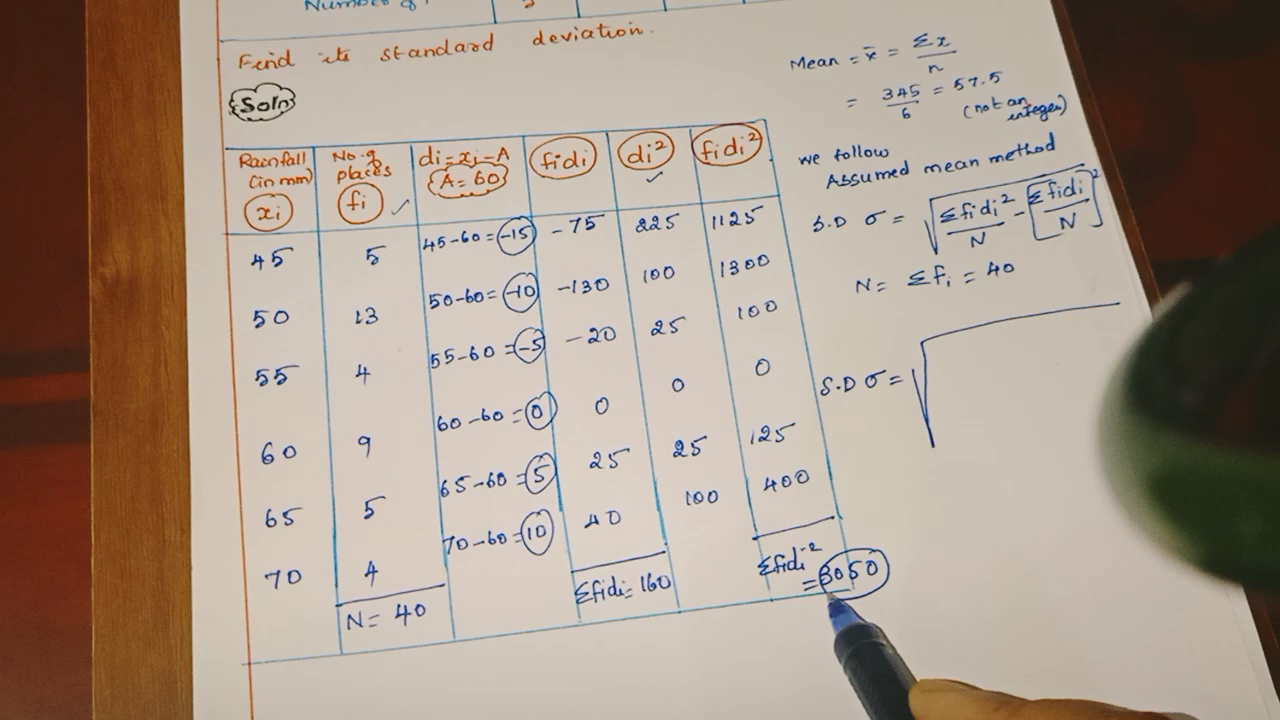 Number of
Find its standard deviation.
Soln
Rainfall (in mm) xi | No. of places fi | di = xi - A A = 60 | fidi | di² | fidi²
45 | 5 | 45-60 = -15 | -75 | 225 | 1125
50 | 13 | 50-60 = -10 | -130 | 100 | 1300
55 | 4 | 55-60 = -5 | -20 | 25 | 100
60 | 9 | 60-60 = 0 | 0 | 0 | 0
65 | 5 | 65-60 = 5 | 25 | 25 | 125
70 | 4 | 70-60 = 10 | 40 | 100 | 400
N = 40 | Σfidi = 160 | Σfidi² = 3050
Mean = x̄ = Σx/n
= 345/6 = 57.5
(not an integer)
we follow
Assumed mean method
S.D σ = √(Σfidi²/N - [Σfidi/N]²)
N = Σfi = 40
S.D σ = √